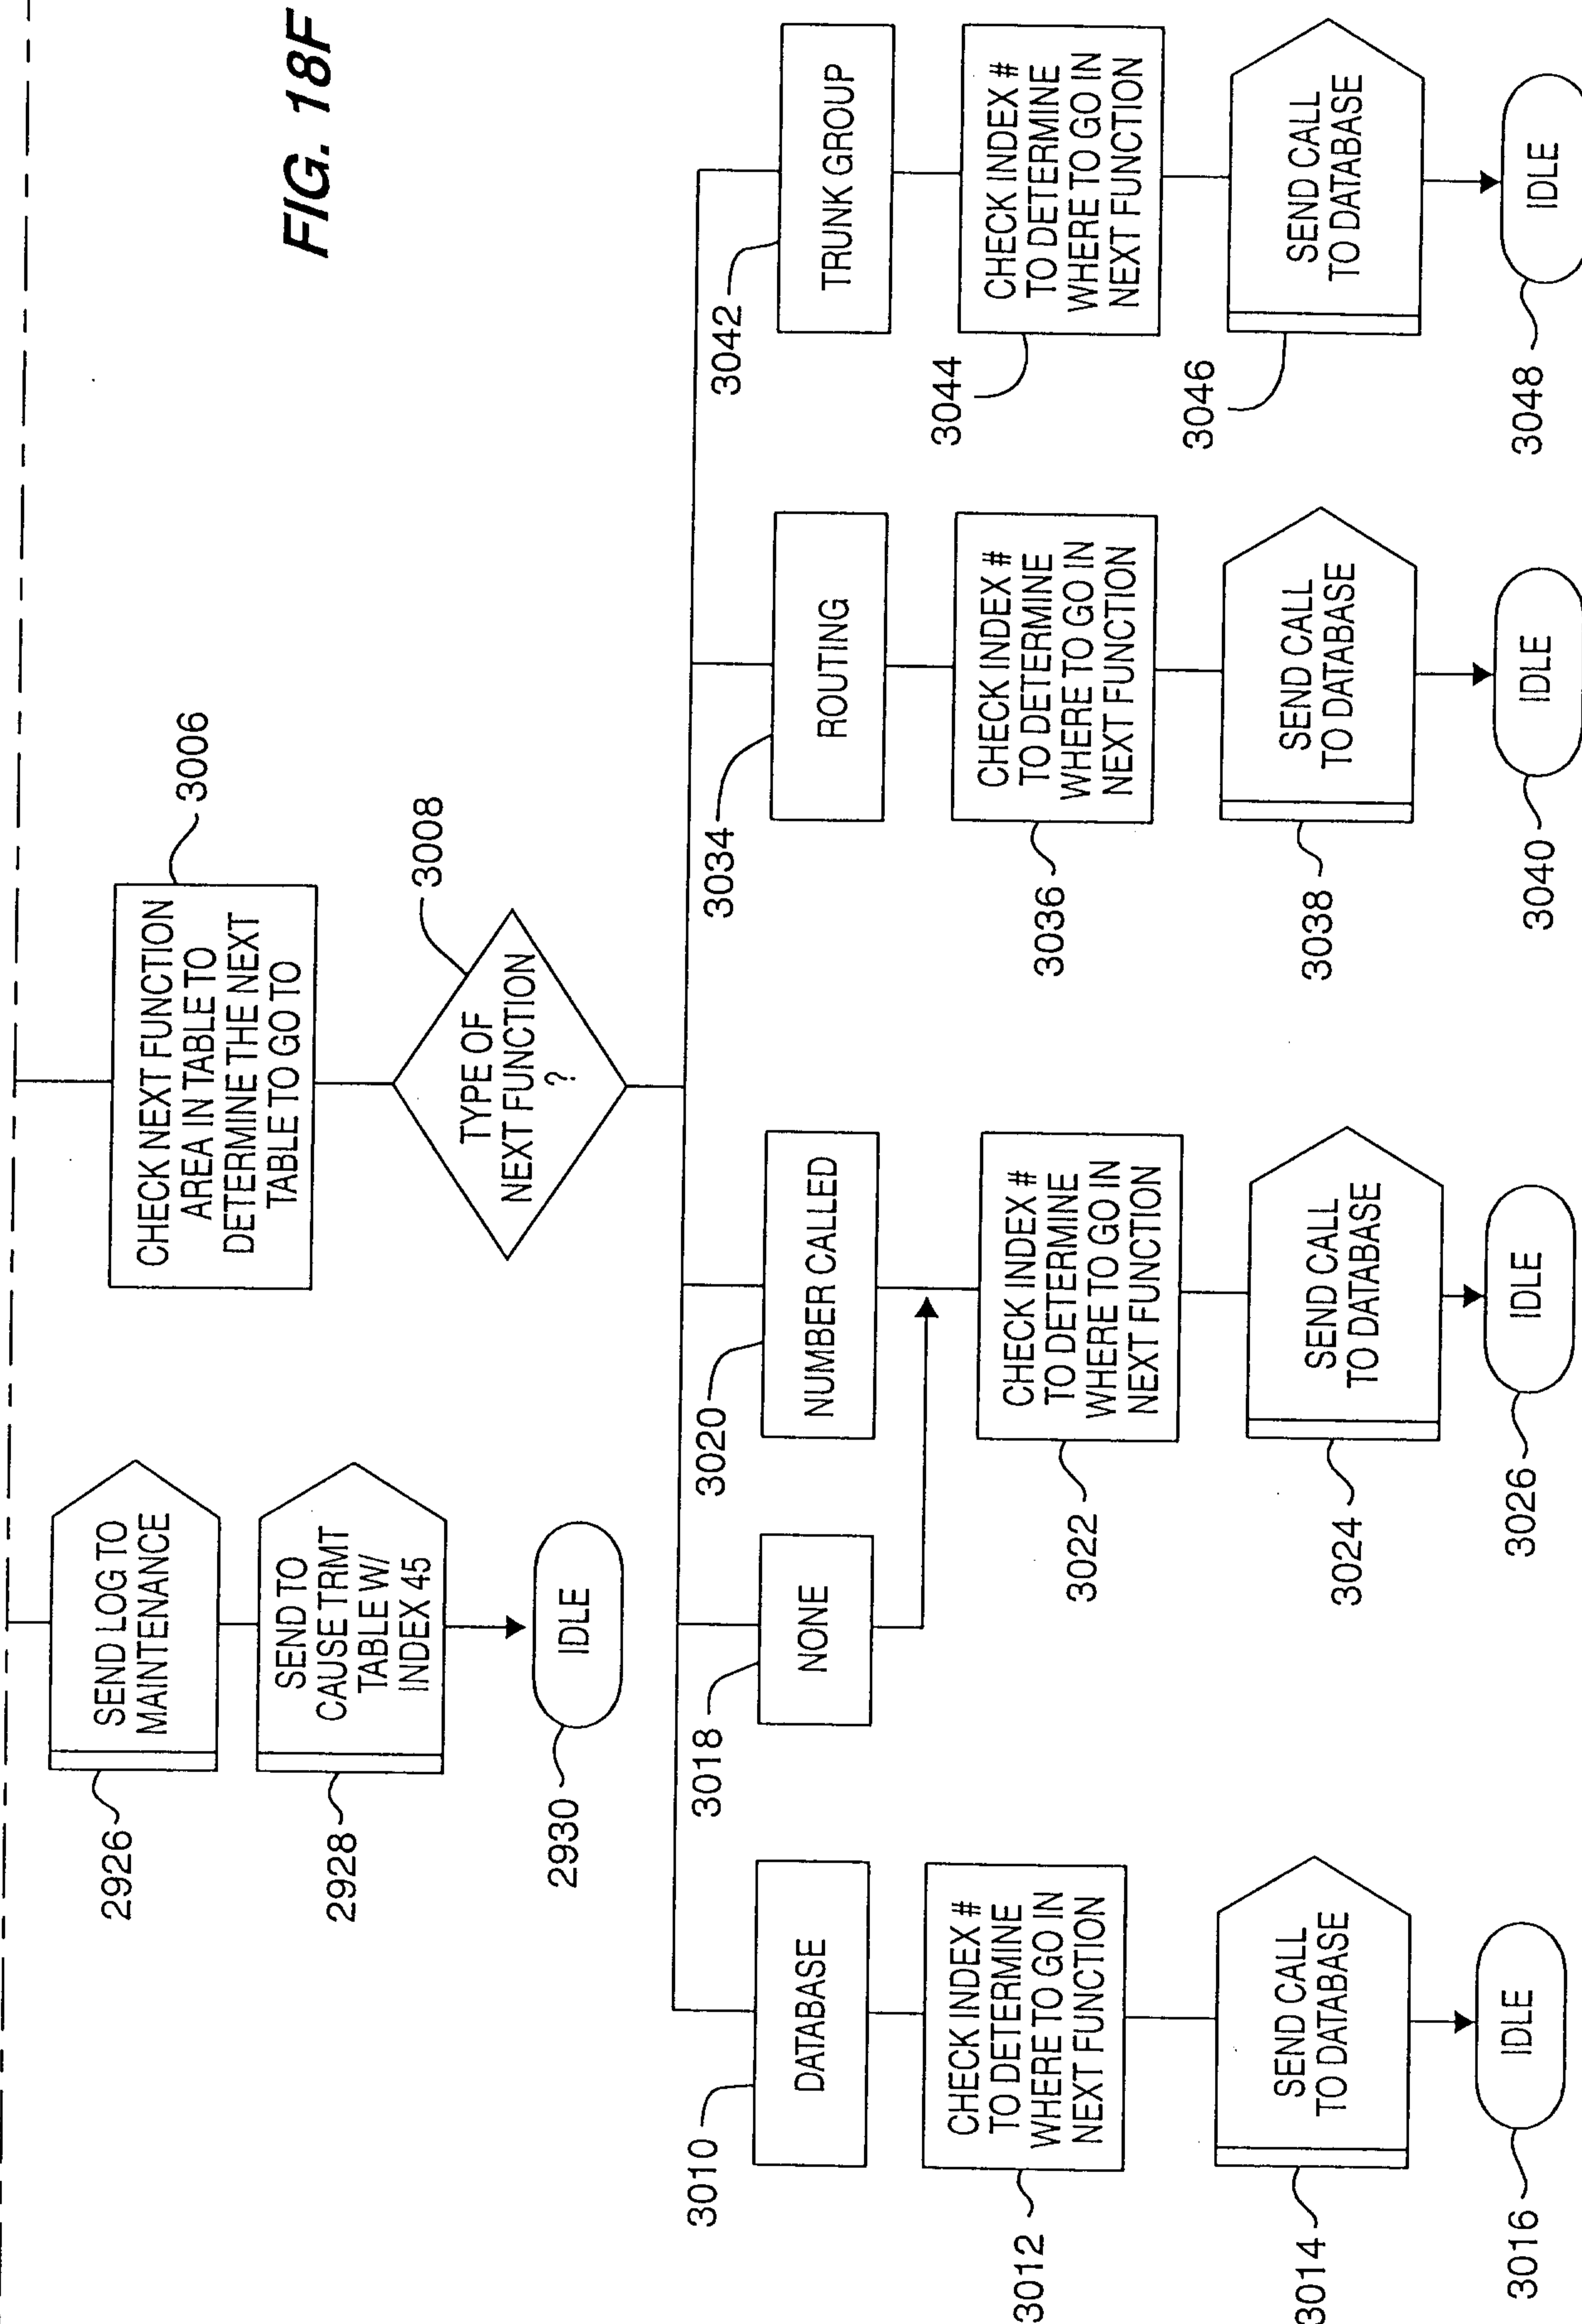 FIG. 18F
SEND LOG TO
MAINTENANCE
2926
SEND TO
CAUSE TRMT
TABLE W/
INDEX 45
2928
IDLE
2930
CHECK NEXT FUNCTION
AREA IN TABLE TO
DETERMINE THE NEXT
TABLE TO GO TO
3006
TYPE OF
NEXT FUNCTION
?
3008
DATABASE
3010
CHECK INDEX #
TO DETERMINE
WHERE TO GO IN
NEXT FUNCTION
3012
SEND CALL
TO DATABASE
3014
IDLE
3016
NONE
3018
NUMBER CALLED
3020
CHECK INDEX #
TO DETERMINE
WHERE TO GO IN
NEXT FUNCTION
3022
SEND CALL
TO DATABASE
3024
IDLE
3026
ROUTING
3034
CHECK INDEX #
TO DETERMINE
WHERE TO GO IN
NEXT FUNCTION
3036
SEND CALL
TO DATABASE
3038
IDLE
3040
TRUNK GROUP
3042
CHECK INDEX #
TO DETERMINE
WHERE TO GO IN
NEXT FUNCTION
3044
SEND CALL
TO DATABASE
3046
IDLE
3048